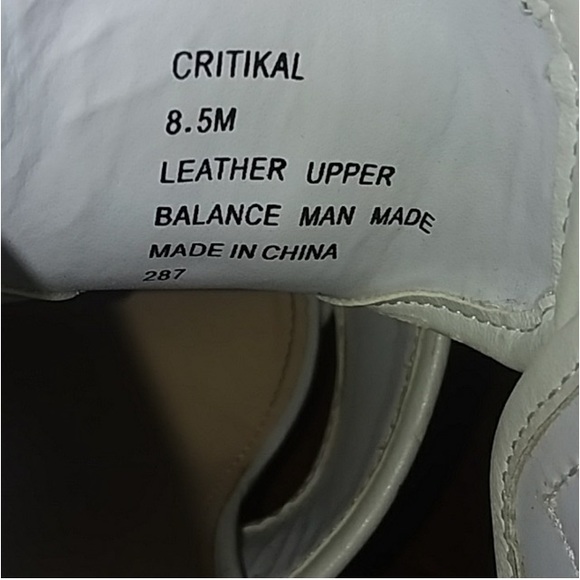 CRITIKAL
8.5M
LEATHER UPPER
BALANCE MAN MADE
MADE IN CHINA
287